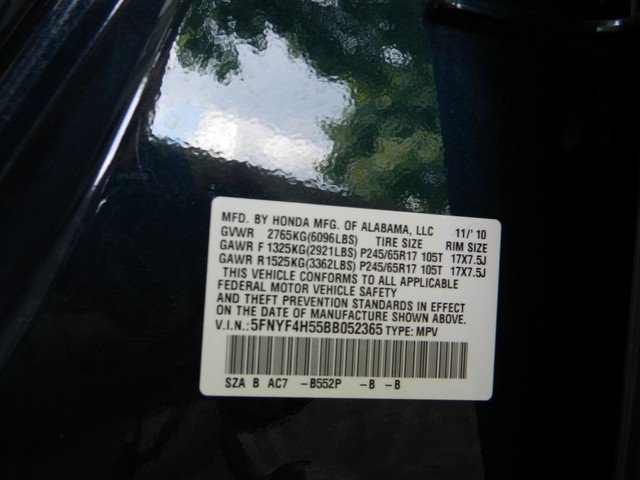 MFD. BY HONDA MFG. OF ALABAMA, LLC 11/' 10
GVWR 2765KG(6096LBS) TIRE SIZE RIM SIZE
GAWR F 1325KG(2921LBS) P245/65R17 105T 17X7.5J
GAWR R 1525KG(3362LBS) P245/65R17 105T 17X7.5J
THIS VEHICLE CONFORMS TO ALL APPLICABLE
FEDERAL MOTOR VEHICLE SAFETY
AND THEFT PREVENTION STANDARDS IN EFFECT
ON THE DATE OF MANUFACTURE SHOWN ABOVE.
V.I.N.:5FNYF4H55BB052365 TYPE: MPV
SZA B AC7 -B552P -B -B